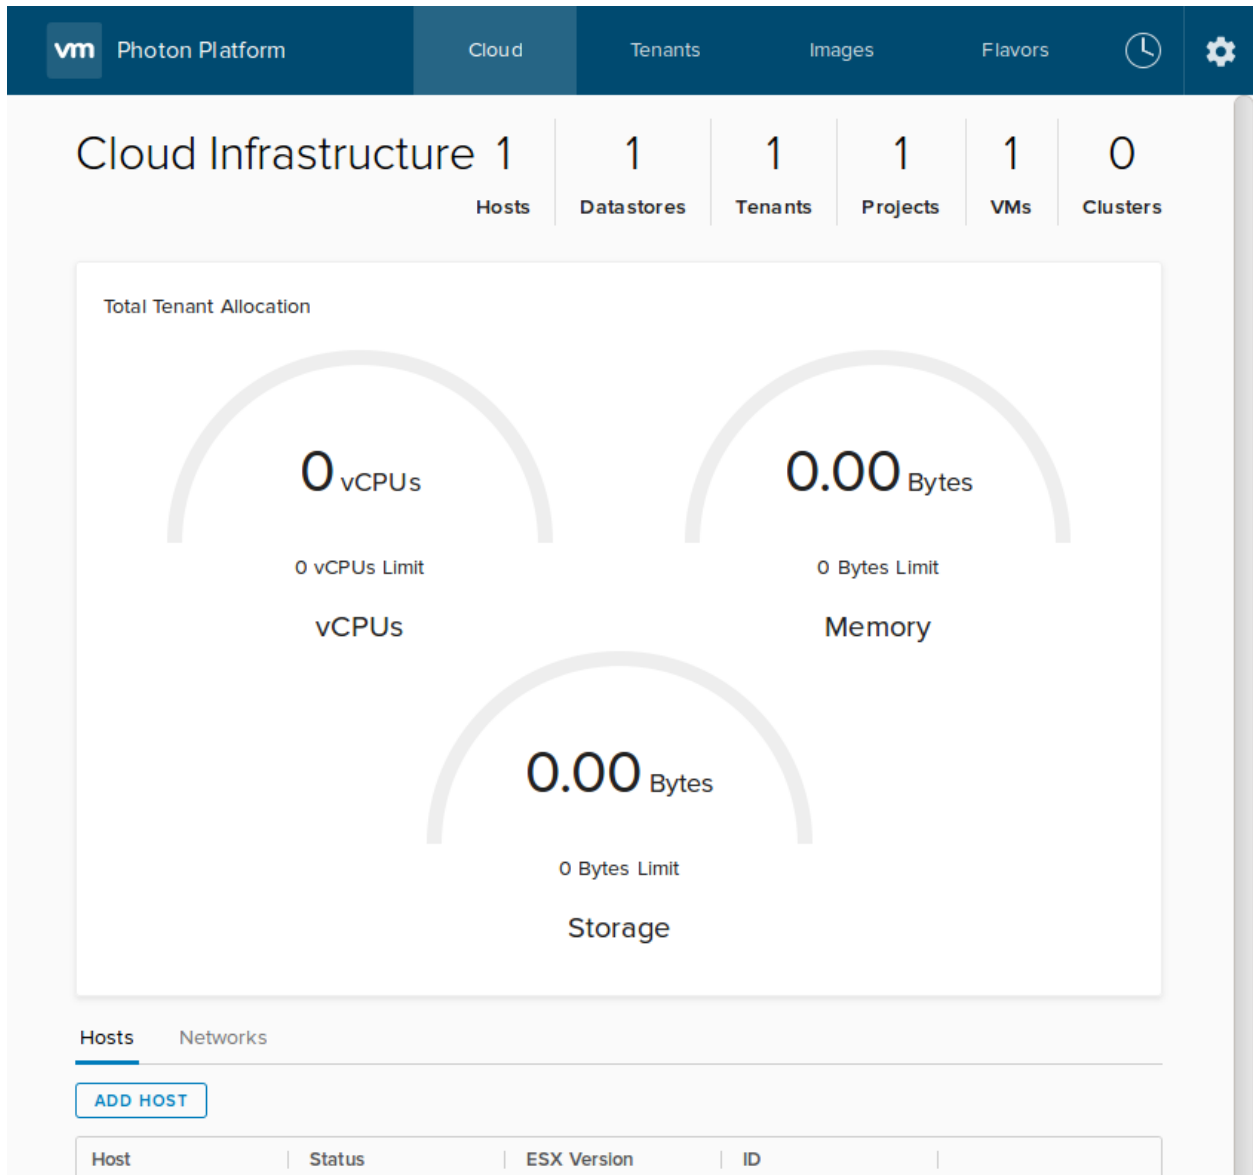 vm Photon Platform Cloud Tenants Images Flavors
Cloud Infrastructure 1 1 1 1 1 0
Hosts Datastores Tenants Projects VMs Clusters
Total Tenant Allocation
0 vCPUs 0.00 Bytes
0 vCPUs Limit 0 Bytes Limit
vCPUs Memory
0.00 Bytes
0 Bytes Limit
Storage
Hosts Networks
ADD HOST
Host Status ESX Version ID